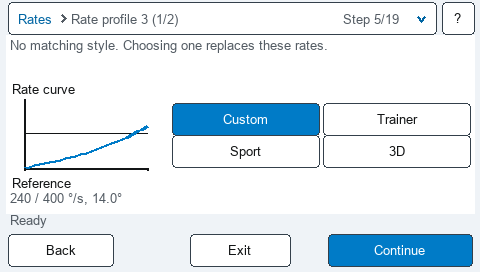 Rates > Rate profile 3 (1/2) Step 5/19 ?
No matching style. Choosing one replaces these rates.
Rate curve
Custom Trainer
Sport 3D
Reference
240 / 400 °/s, 14.0°
Ready
Back Exit Continue